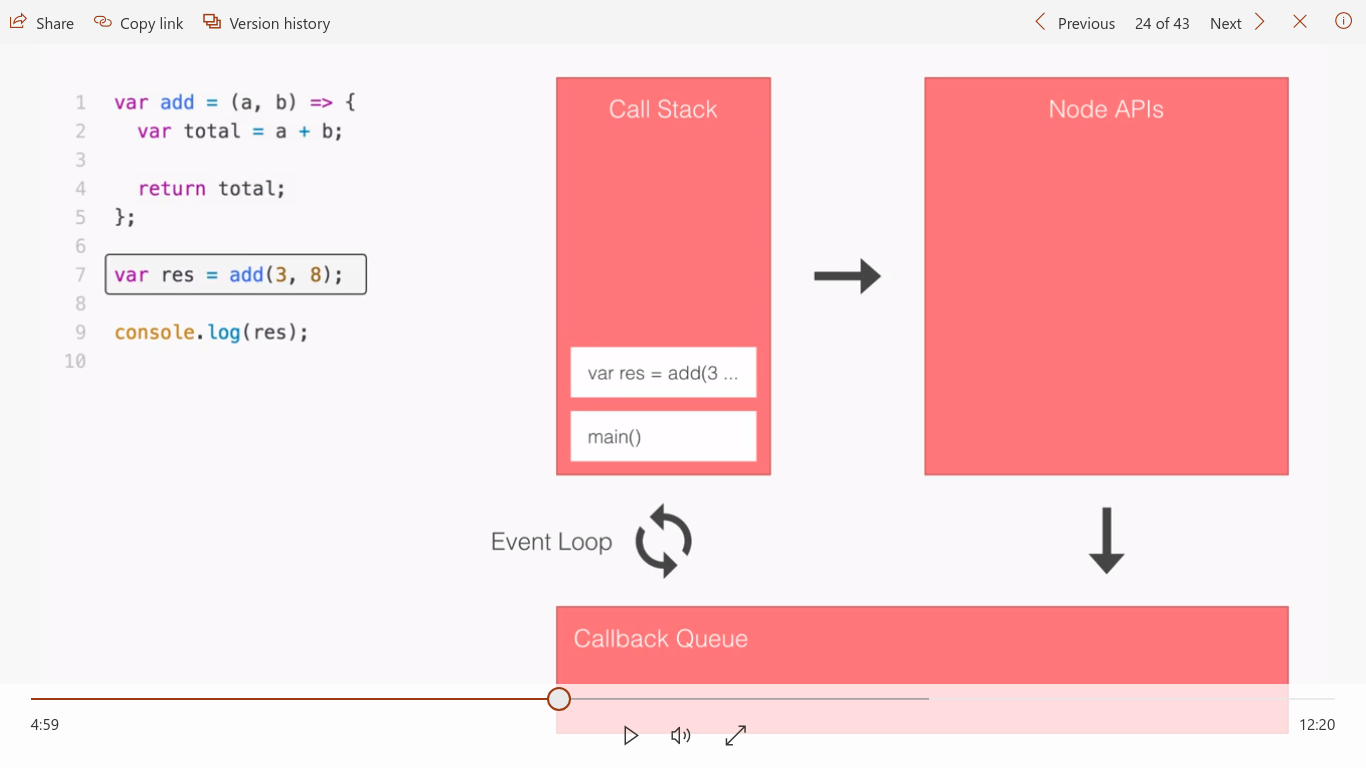 Share Copy link Version history Previous 24 of 43 Next
1 var add = (a, b) => {
2 var total = a + b;
3
4 return total;
5 };
6
7 var res = add(3, 8);
8
9 console.log(res);
10
Call Stack
var res = add(3 ...
main()
Node APIs
Event Loop
Callback Queue
4:59
12:20